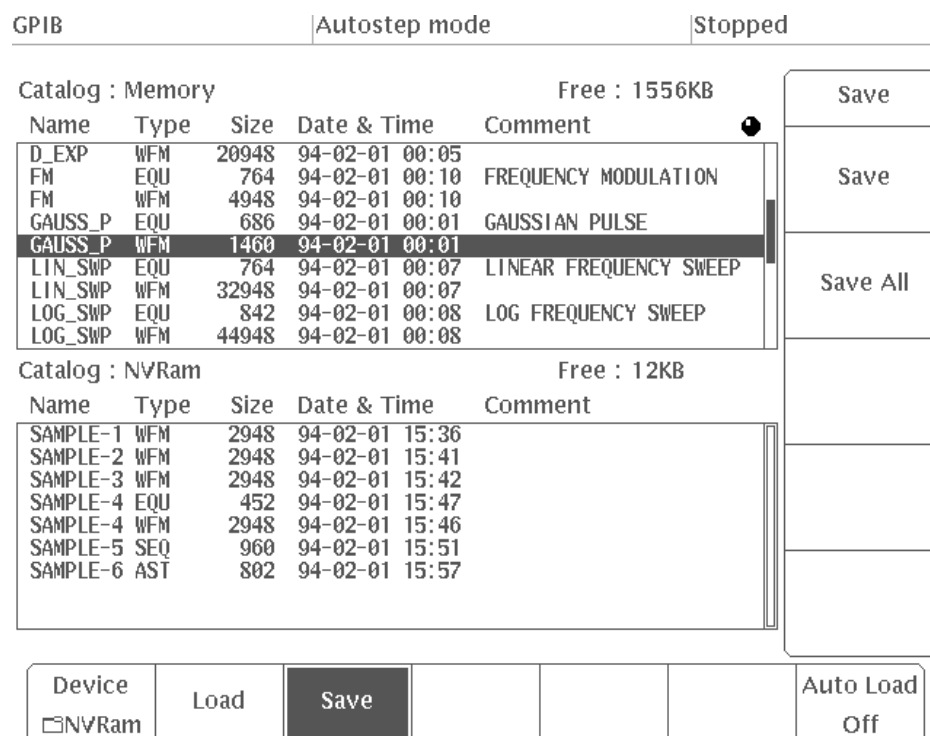 GPIB Autostep mode Stopped
Catalog : Memory Free : 1556KB
Name Type Size Date & Time Comment
D_EXP WFM 20948 94-02-01 00:05
FM EQU 764 94-02-01 00:10 FREQUENCY MODULATION
FM WFM 4948 94-02-01 00:10
GAUSS_P EQU 686 94-02-01 00:01 GAUSSIAN PULSE
GAUSS_P WFM 1460 94-02-01 00:01
LIN_SWP EQU 764 94-02-01 00:07 LINEAR FREQUENCY SWEEP
LIN_SWP WFM 32948 94-02-01 00:07
LOG_SWP EQU 842 94-02-01 00:08 LOG FREQUENCY SWEEP
LOG_SWP WFM 44948 94-02-01 00:08
Catalog : NVRam Free : 12KB
Name Type Size Date & Time Comment
SAMPLE-1 WFM 2948 94-02-01 15:36
SAMPLE-2 WFM 2948 94-02-01 15:41
SAMPLE-3 WFM 2948 94-02-01 15:42
SAMPLE-4 EQU 452 94-02-01 15:47
SAMPLE-4 WFM 2948 94-02-01 15:46
SAMPLE-5 SEQ 960 94-02-01 15:51
SAMPLE-6 AST 802 94-02-01 15:57
Save
Save
Save All
Device
NVRam
Load
Save
Auto Load
Off